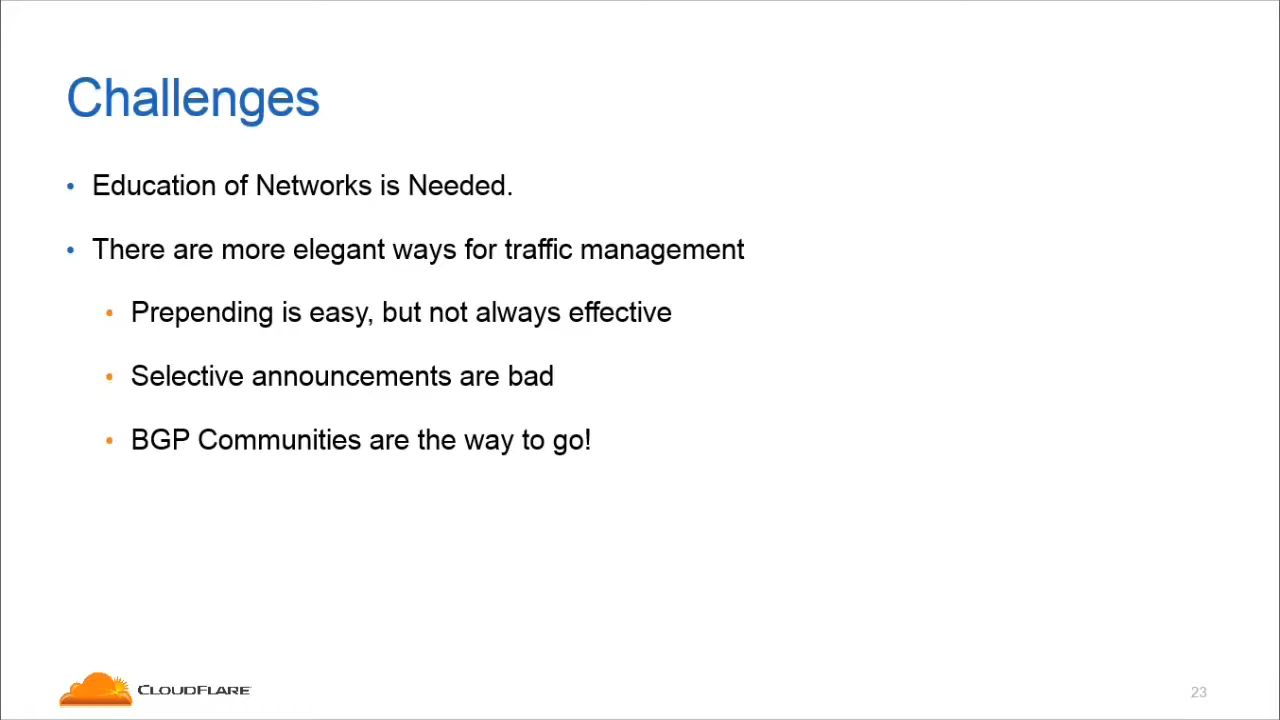 Challenges
• Education of Networks is Needed.
• There are more elegant ways for traffic management
• Prepending is easy, but not always effective
• Selective announcements are bad
• BGP Communities are the way to go!
CLOUDFLARE
23